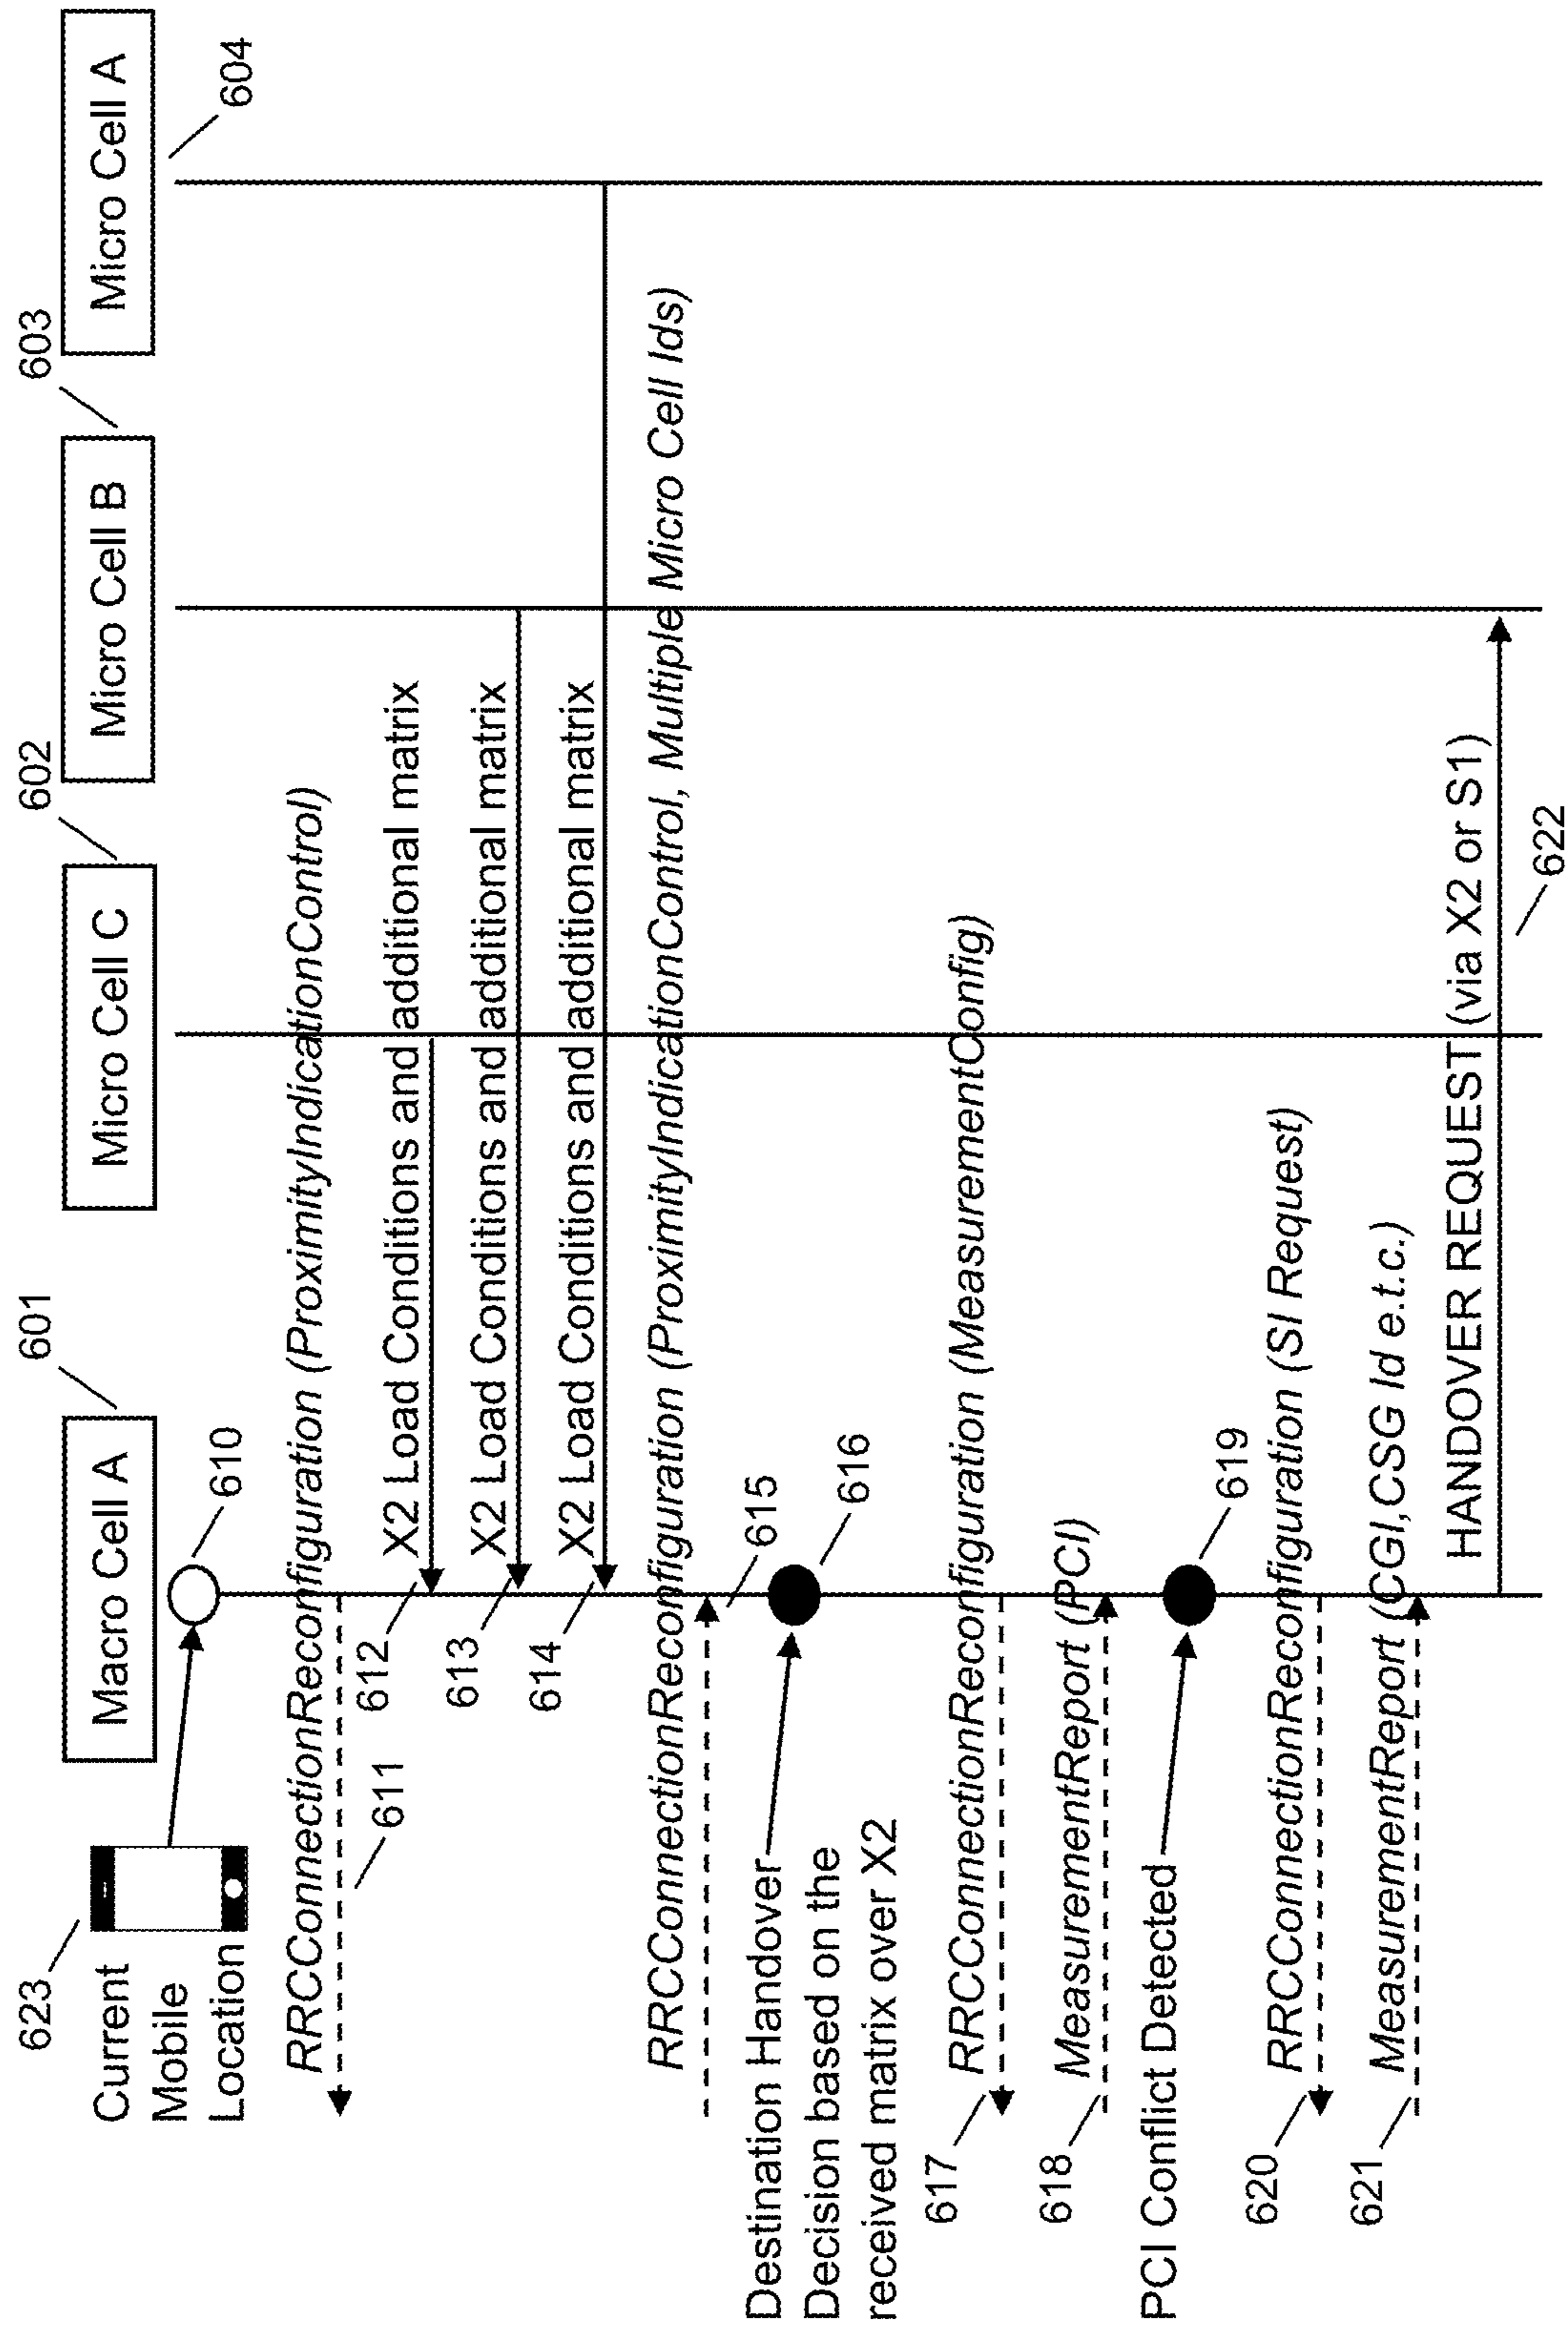 601
602
603
Macro Cell A
Micro Cell C
Micro Cell B
Micro Cell A
604
623
Current
Mobile
Location
610
RRCConnectionReconfiguration (ProximityIndicationControl)
611
X2 Load Conditions and additional matrix
612
X2 Load Conditions and additional matrix
613
X2 Load Conditions and additional matrix
614
RRCConnectionReconfiguration (ProximityIndicationControl, Multiple Micro Cell Ids)
615
Destination Handover
Decision based on the
received matrix over X2
616
RRCConnectionReconfiguration (MeasurementConfig)
617
MeasurementReport (PCI)
618
PCI Conflict Detected
619
RRCConnectionReconfiguration (SI Request)
620
MeasurementReport (CGI,CSG Id e.t.c.)
621
HANDOVER REQUEST (via X2 or S1)
622